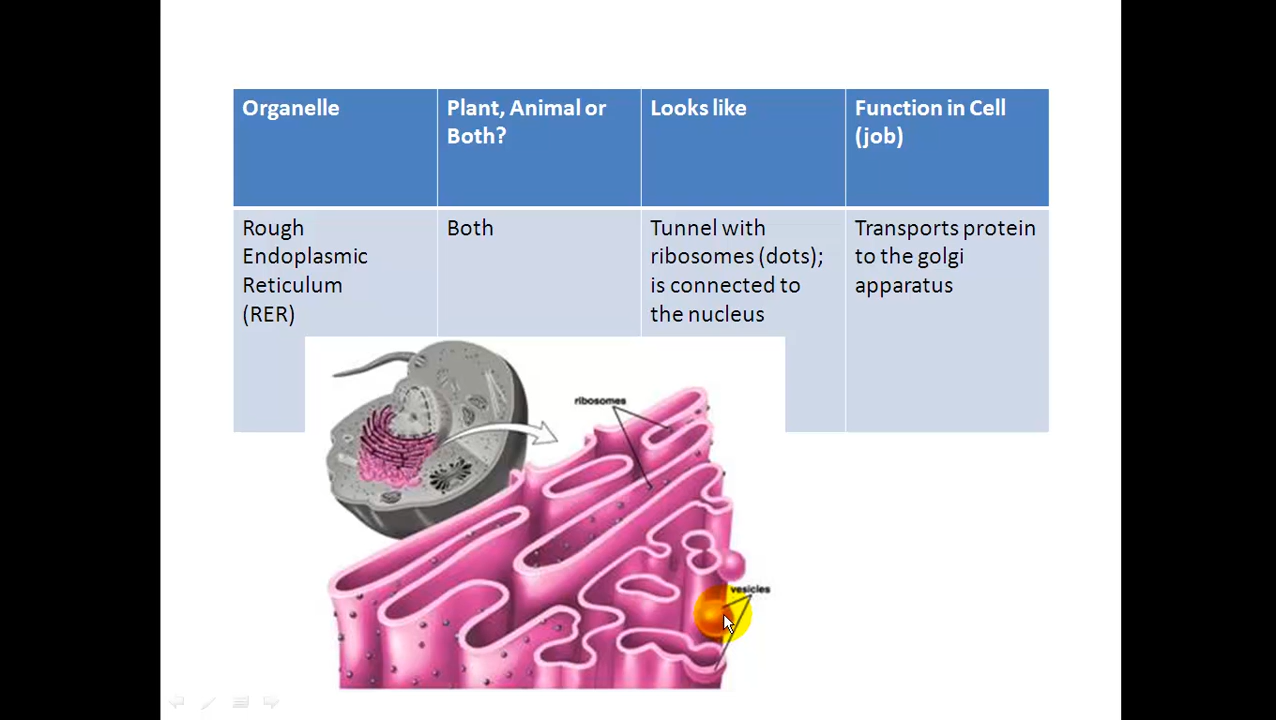 Organelle
Plant, Animal or
Both?
Looks like
Function in Cell
(job)
Rough
Endoplasmic
Reticulum
(RER)
Both
Tunnel with
ribosomes (dots);
is connected to
the nucleus
Transports protein
to the golgi
apparatus
ribosomes
vesicles